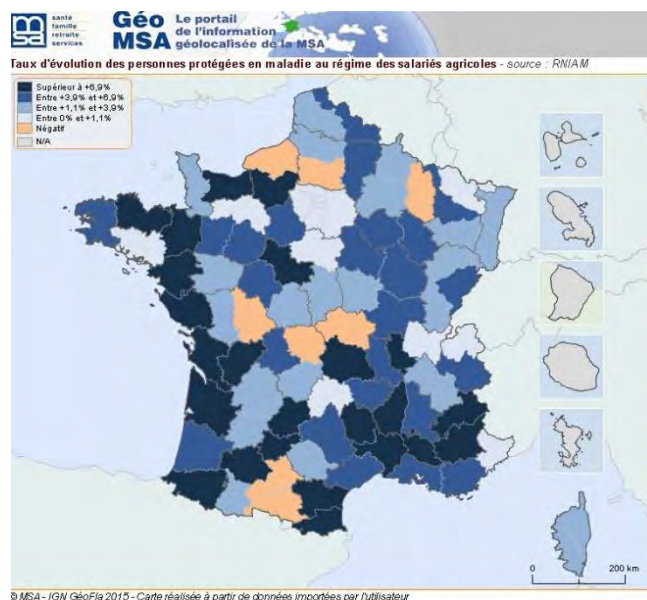 msa
santé
famille
retraite
services
Géo
MSA
Le portail
de l'information
géolocalisée de la MSA
Taux d'évolution des personnes protégées en maladie au régime des salariés agricoles - source : RNIAM
Supérieur à +6,9%
Entre +3,9% et +6,9%
Entre +1,1% et +3,9%
Entre 0% et +1,1%
Négatif
N/A
0 200 km
© MSA - IGN GéoFla 2015 - Carte réalisée à partir de données importées par l'utilisateur